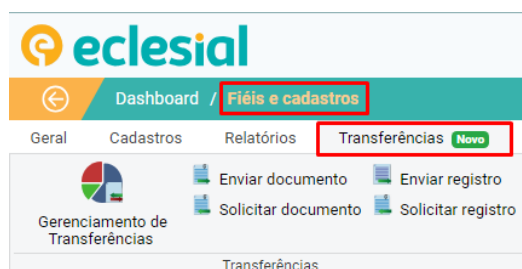 eclesial
Dashboard / Fiéis e cadastros
Geral Cadastros Relatórios Transferências Novo
Enviar documento Enviar registro
Solicitar documento Solicitar registro
Gerenciamento de
Transferências
Transferências